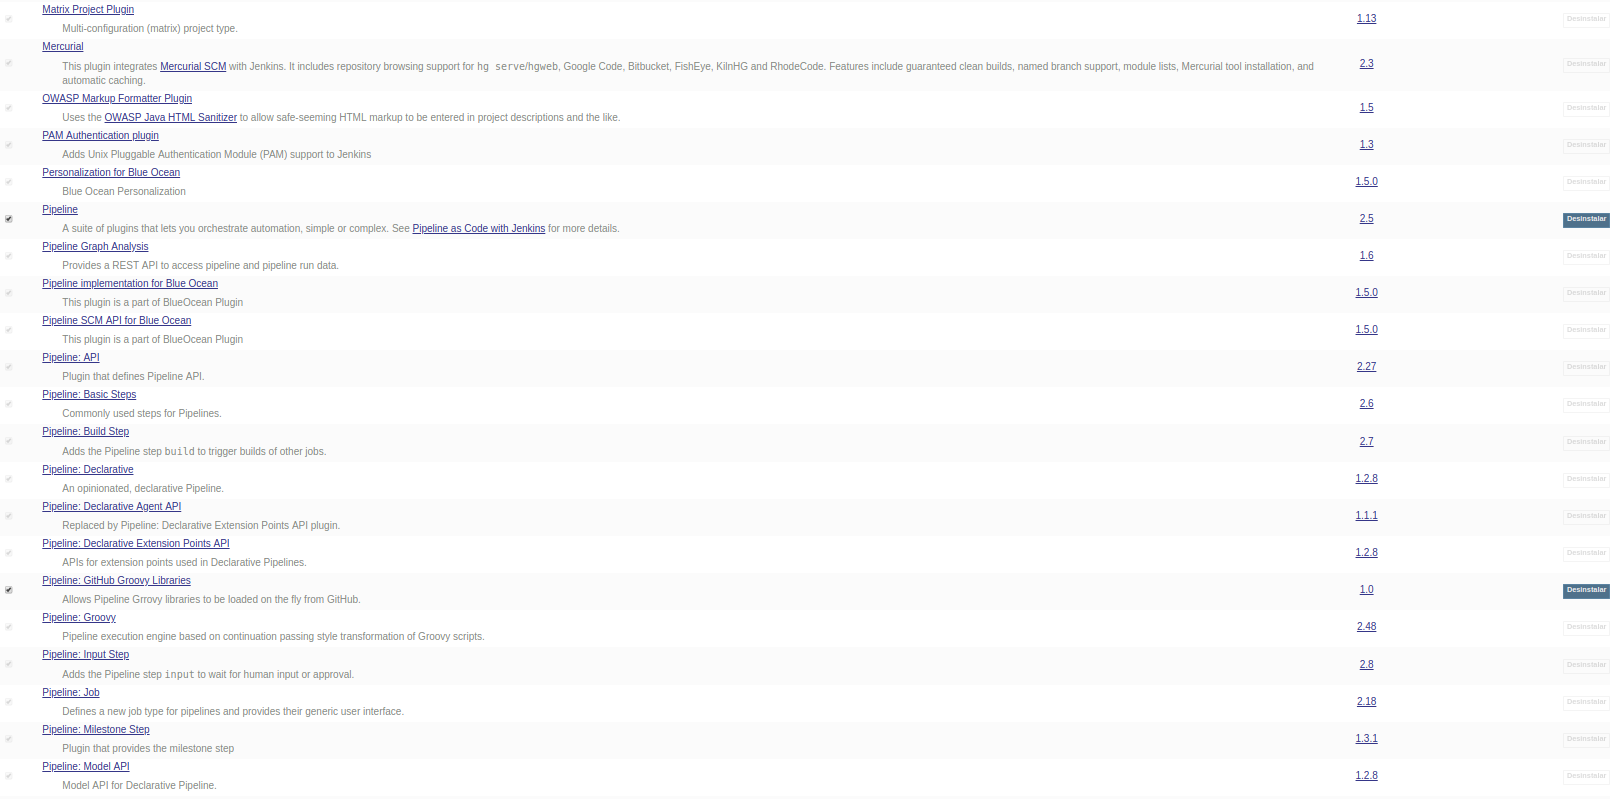 Matrix Project Plugin
Multi-configuration (matrix) project type.
1.13
Desinstalar
Mercurial
This plugin integrates Mercurial SCM with Jenkins. It includes repository browsing support for hg serve/hgweb, Google Code, Bitbucket, FishEye, KilnHG and RhodeCode. Features include guaranteed clean builds, named branch support, module lists, Mercurial tool installation, and
automatic caching.
2.3
Desinstalar
OWASP Markup Formatter Plugin
Uses the OWASP Java HTML Sanitizer to allow safe-seeming HTML markup to be entered in project descriptions and the like.
1.5
Desinstalar
PAM Authentication plugin
Adds Unix Pluggable Authentication Module (PAM) support to Jenkins
1.3
Desinstalar
Personalization for Blue Ocean
Blue Ocean Personalization
1.5.0
Desinstalar
Pipeline
A suite of plugins that lets you orchestrate automation, simple or complex. See Pipeline as Code with Jenkins for more details.
2.5
Desinstalar
Pipeline Graph Analysis
Provides a REST API to access pipeline and pipeline run data.
1.6
Desinstalar
Pipeline implementation for Blue Ocean
This plugin is a part of BlueOcean Plugin
1.5.0
Desinstalar
Pipeline SCM API for Blue Ocean
This plugin is a part of BlueOcean Plugin
1.5.0
Desinstalar
Pipeline: API
Plugin that defines Pipeline API.
2.27
Desinstalar
Pipeline: Basic Steps
Commonly used steps for Pipelines.
2.6
Desinstalar
Pipeline: Build Step
Adds the Pipeline step build to trigger builds of other jobs.
2.7
Desinstalar
Pipeline: Declarative
An opinionated, declarative Pipeline.
1.2.8
Desinstalar
Pipeline: Declarative Agent API
Replaced by Pipeline: Declarative Extension Points API plugin.
1.1.1
Desinstalar
Pipeline: Declarative Extension Points API
APIs for extension points used in Declarative Pipelines.
1.2.8
Desinstalar
Pipeline: GitHub Groovy Libraries
Allows Pipeline Grrovy libraries to be loaded on the fly from GitHub.
1.0
Desinstalar
Pipeline: Groovy
Pipeline execution engine based on continuation passing style transformation of Groovy scripts.
2.48
Desinstalar
Pipeline: Input Step
Adds the Pipeline step input to wait for human input or approval.
2.8
Desinstalar
Pipeline: Job
Defines a new job type for pipelines and provides their generic user interface.
2.18
Desinstalar
Pipeline: Milestone Step
Plugin that provides the milestone step
1.3.1
Desinstalar
Pipeline: Model API
Model API for Declarative Pipeline.
1.2.8
Desinstalar